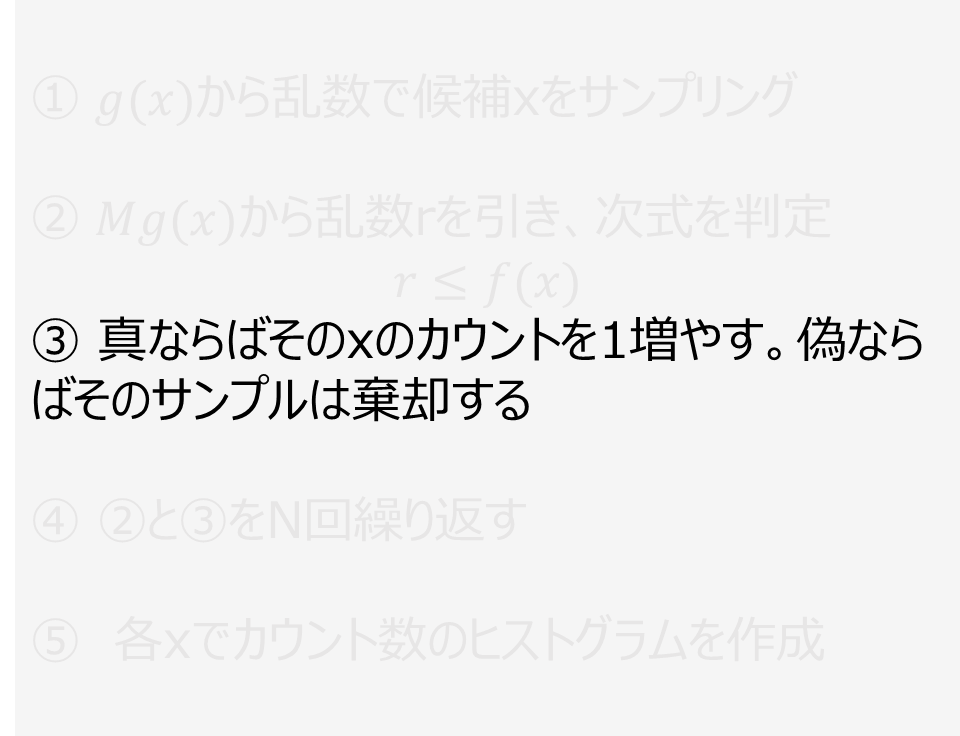 ① g(x)から乱数で候補xをサンプリング
② Mg(x)から乱数rを引き、次式を判定
r ≤ f(x)
③ 真ならばそのxのカウントを1増やす。偽なら
ばそのサンプルは棄却する
④ ②と③をN回繰り返す
⑤ 各xでカウント数のヒストグラムを作成